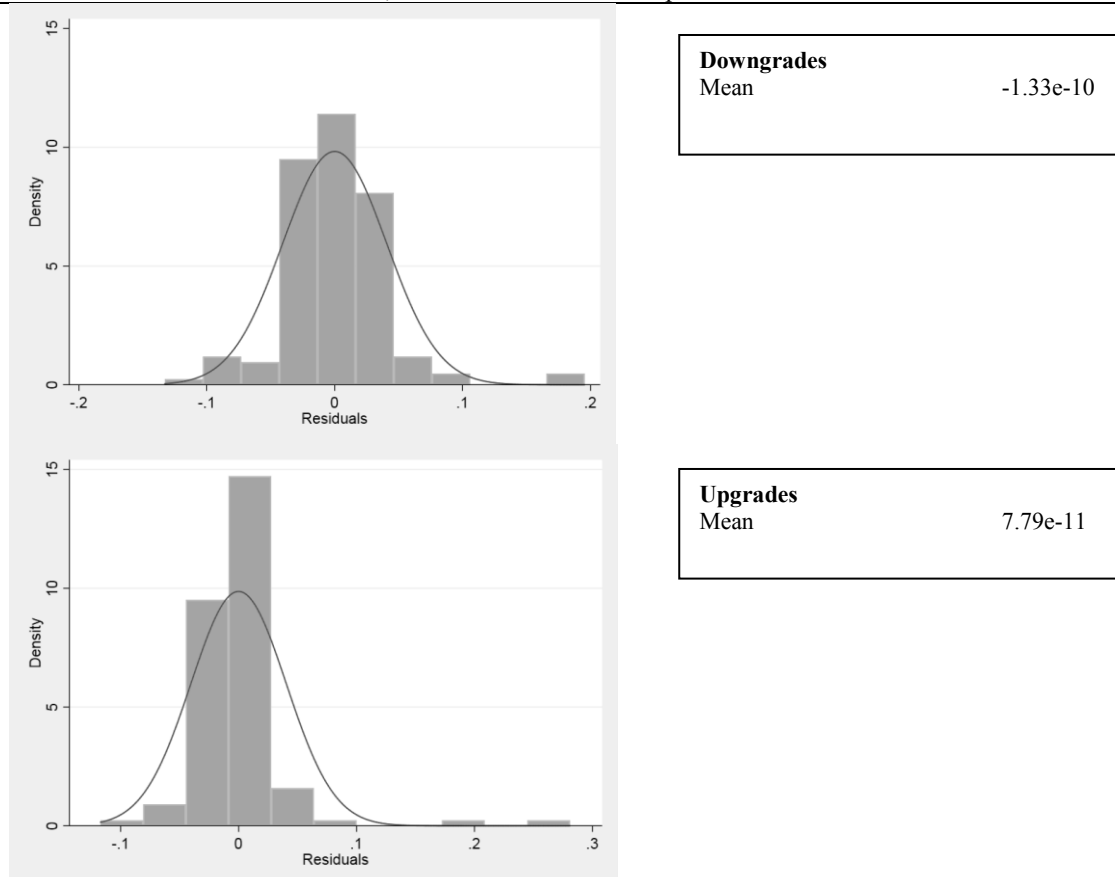 15
10
5
0
Density
-.2 -.1 0 .1 .2
Residuals
Downgrades
Mean -1.33e-10
15
10
5
0
Density
-.1 0 .1 .2 .3
Residuals
Upgrades
Mean 7.79e-11